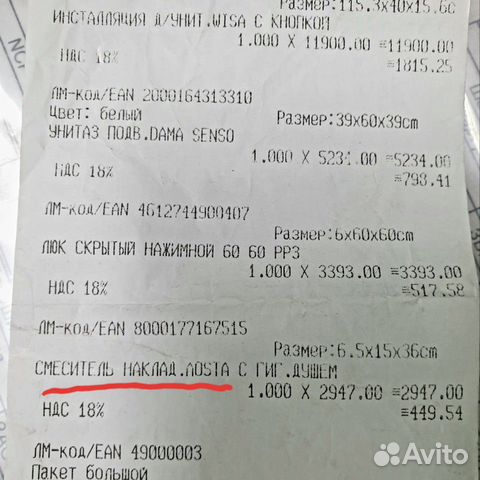 Размер:115.3x40x15.6c
ИНСТАЛЛЯЦИЯ Д/УНИТ.WISA С КНОПКОЙ
1.000 X 11900.00 =11900.00
НДС 18% =1815.25
ЛМ-код/EAN 2000164313310
Цвет: белый Размер:39x60x39cm
УНИТАЗ ПОДВ.DAMA SENSO
1.000 X 5234.00 =5234.00
НДС 18% =798.41
ЛМ-код/EAN 4612744900407
Размер:6x60x60cm
ЛЮК СКРЫТЫЙ НАЖИМНОЙ 60 60 РРЗ
1.000 X 3393.00 =3393.00
НДС 18% =517.58
ЛМ-код/EAN 8000177167515
Размер:6.5x15x36cm
СМЕСИТЕЛЬ НАКЛАД.AOSTA С ГИГ.ДУШЕМ
1.000 X 2947.00 =2947.00
НДС 18% =449.54
ЛМ-код/EAN 49000003
Пакет большой
Avito